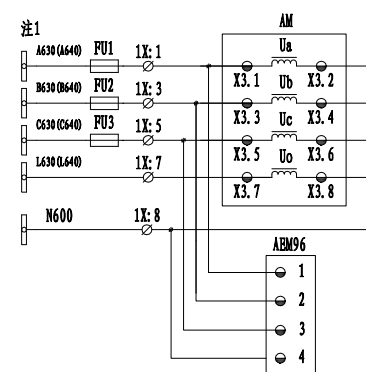 注1
AM
A630(A640) FU1 1X:1 Ua
X3.1 X3.2
B630(B640) FU2 1X:3 Ub
X3.3 X3.4
C630(C640) FU3 1X:5 Uc
X3.5 X3.6
L630(L640) 1X:7 Uo
X3.7 X3.8
N600 1X:8
AEM96
1
2
3
4